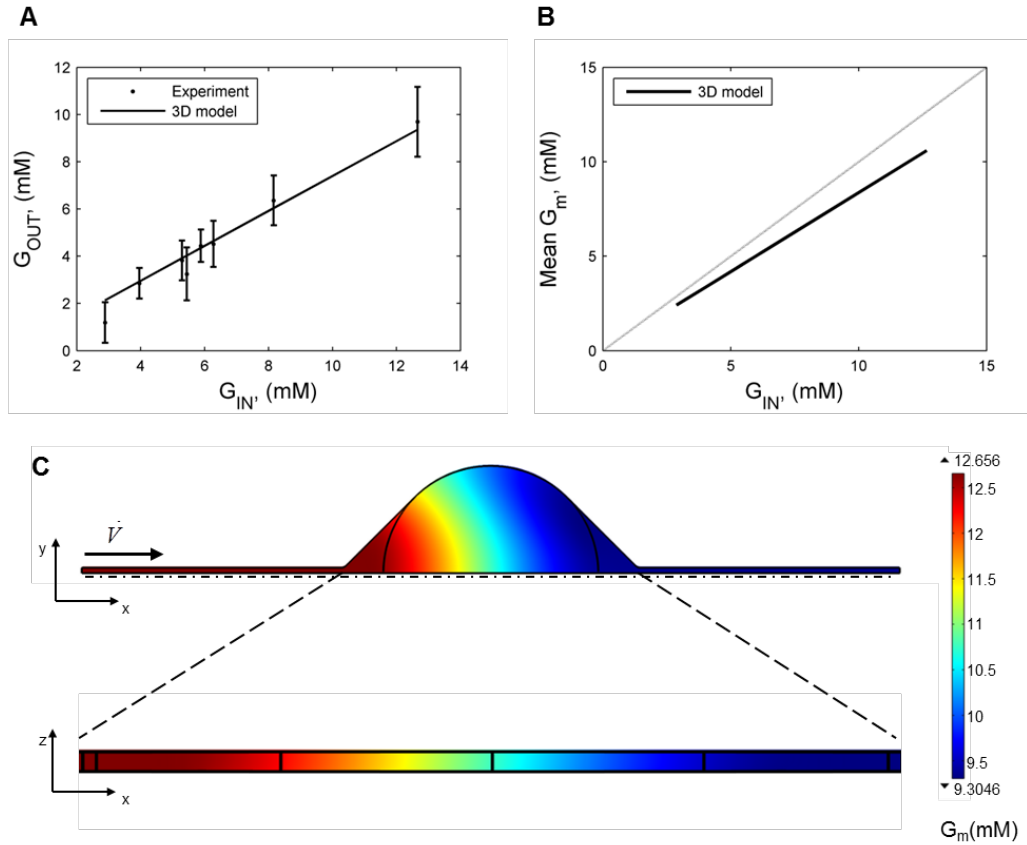 A
B
12
10
8
6
4
2
0
2
4
6
8
10
12
14
Experiment
3D model
G_OUT, (mM)
G_IN, (mM)
15
10
5
0
0
5
10
15
3D model
Mean G_m, (mM)
G_IN, (mM)
C
V̇
y
x
z
x
12.656
12.5
12
11.5
11
10.5
10
9.5
9.3046
G_m(mM)